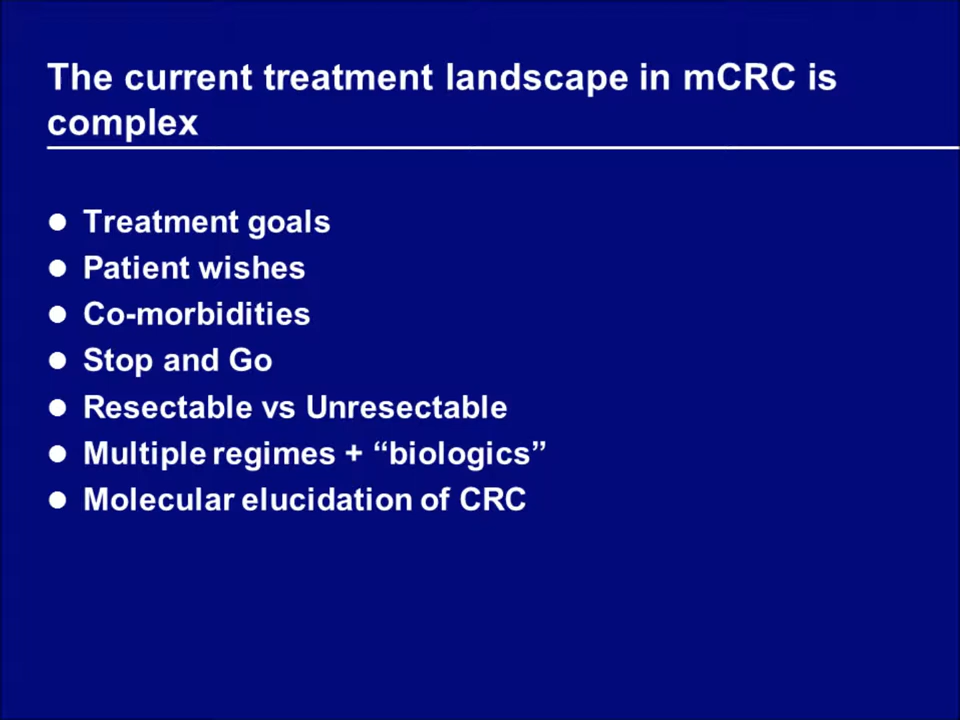 The current treatment landscape in mCRC is
complex
● Treatment goals
● Patient wishes
● Co-morbidities
● Stop and Go
● Resectable vs Unresectable
● Multiple regimes + “biologics”
● Molecular elucidation of CRC